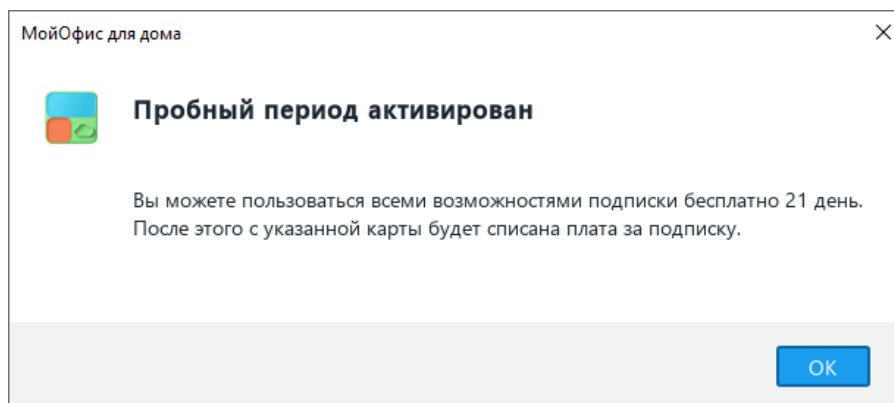 МойОфис для дома
Пробный период активирован
Вы можете пользоваться всеми возможностями подписки бесплатно 21 день.
После этого с указанной карты будет списана плата за подписку.
ОК